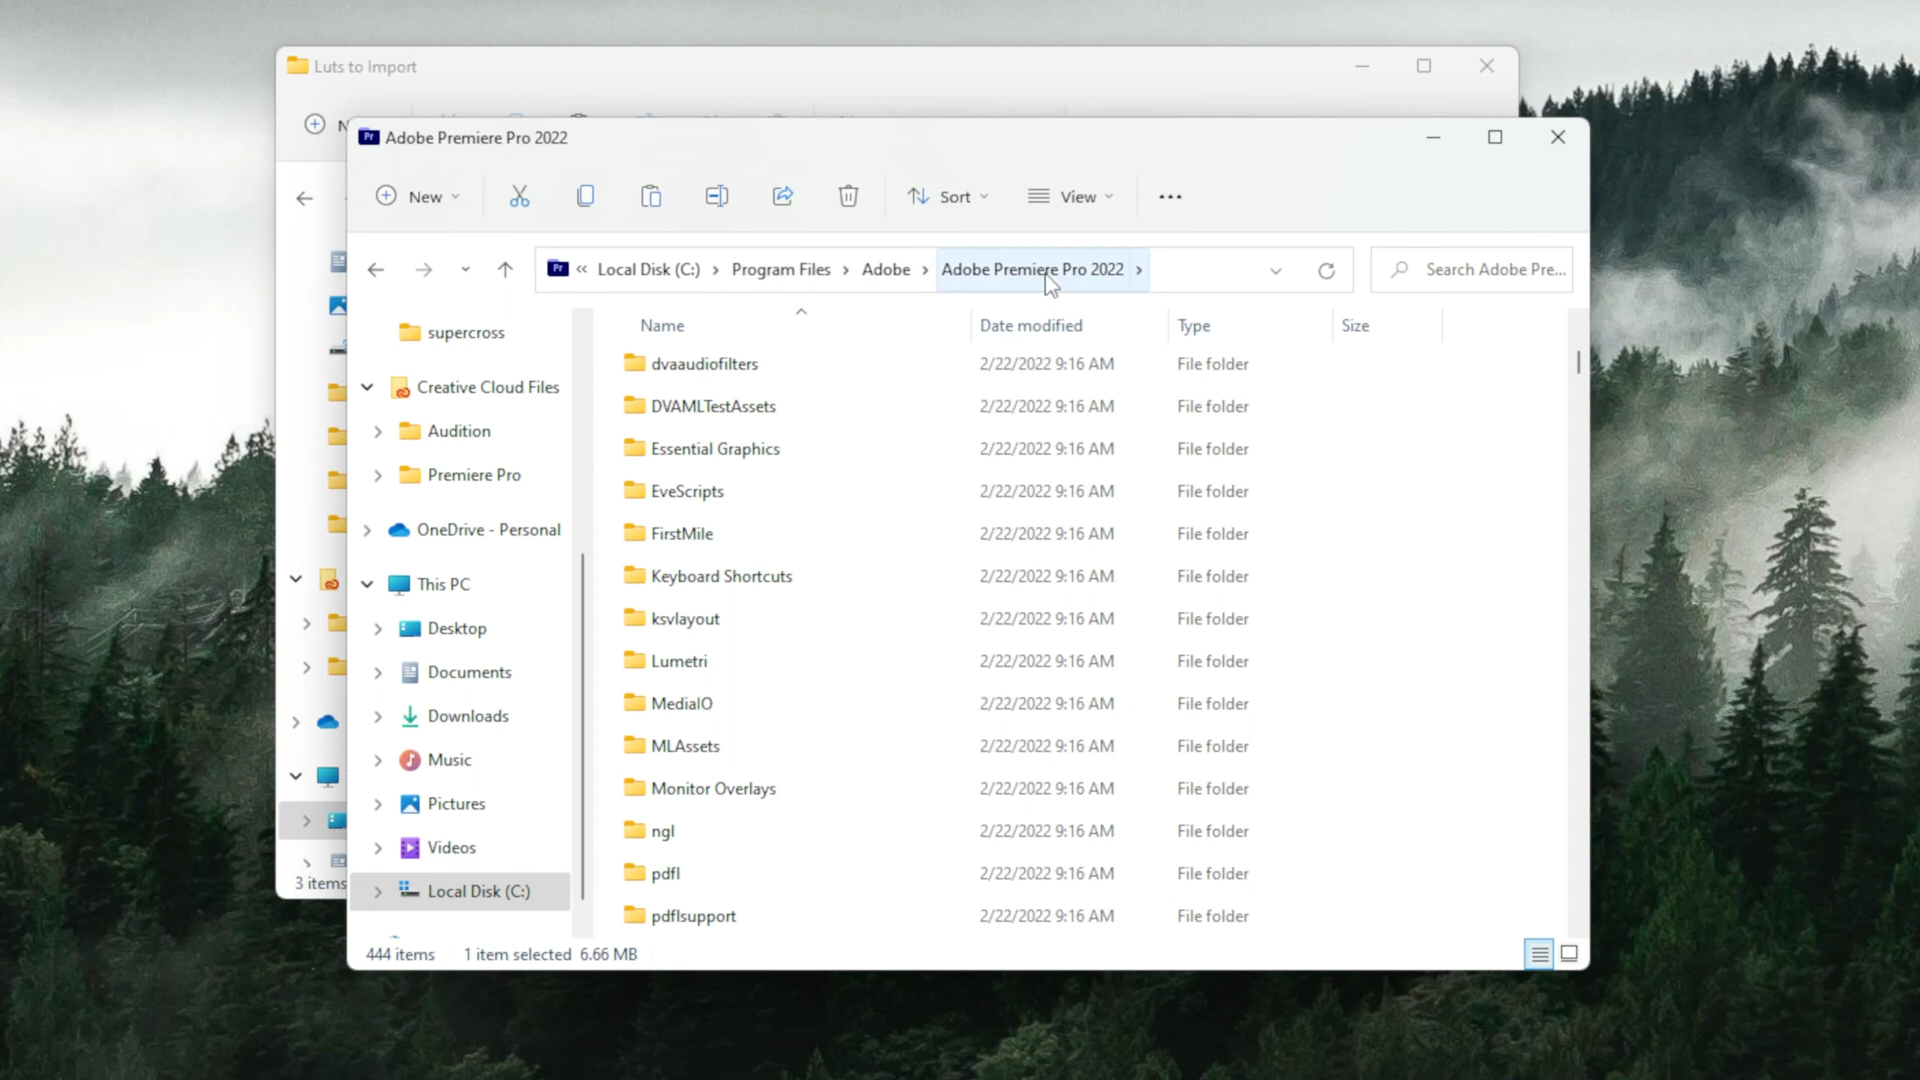 Luts to Import
Adobe Premiere Pro 2022
New
Sort
View
Local Disk (C:)
Program Files
Adobe
Adobe Premiere Pro 2022
Search Adobe Pre...
supercross
Creative Cloud Files
Audition
Premiere Pro
OneDrive - Personal
This PC
Desktop
Documents
Downloads
Music
Pictures
Videos
Local Disk (C:)
Name Date modified Type Size
dvaaudiofilters 2/22/2022 9:16 AM File folder
DVAMLTestAssets 2/22/2022 9:16 AM File folder
Essential Graphics 2/22/2022 9:16 AM File folder
EveScripts 2/22/2022 9:16 AM File folder
FirstMile 2/22/2022 9:16 AM File folder
Keyboard Shortcuts 2/22/2022 9:16 AM File folder
ksvlayout 2/22/2022 9:16 AM File folder
Lumetri 2/22/2022 9:16 AM File folder
MediaIO 2/22/2022 9:16 AM File folder
MLAssets 2/22/2022 9:16 AM File folder
Monitor Overlays 2/22/2022 9:16 AM File folder
ngl 2/22/2022 9:16 AM File folder
pdfl 2/22/2022 9:16 AM File folder
pdflsupport 2/22/2022 9:16 AM File folder
3 items
444 items 1 item selected 6.66 MB